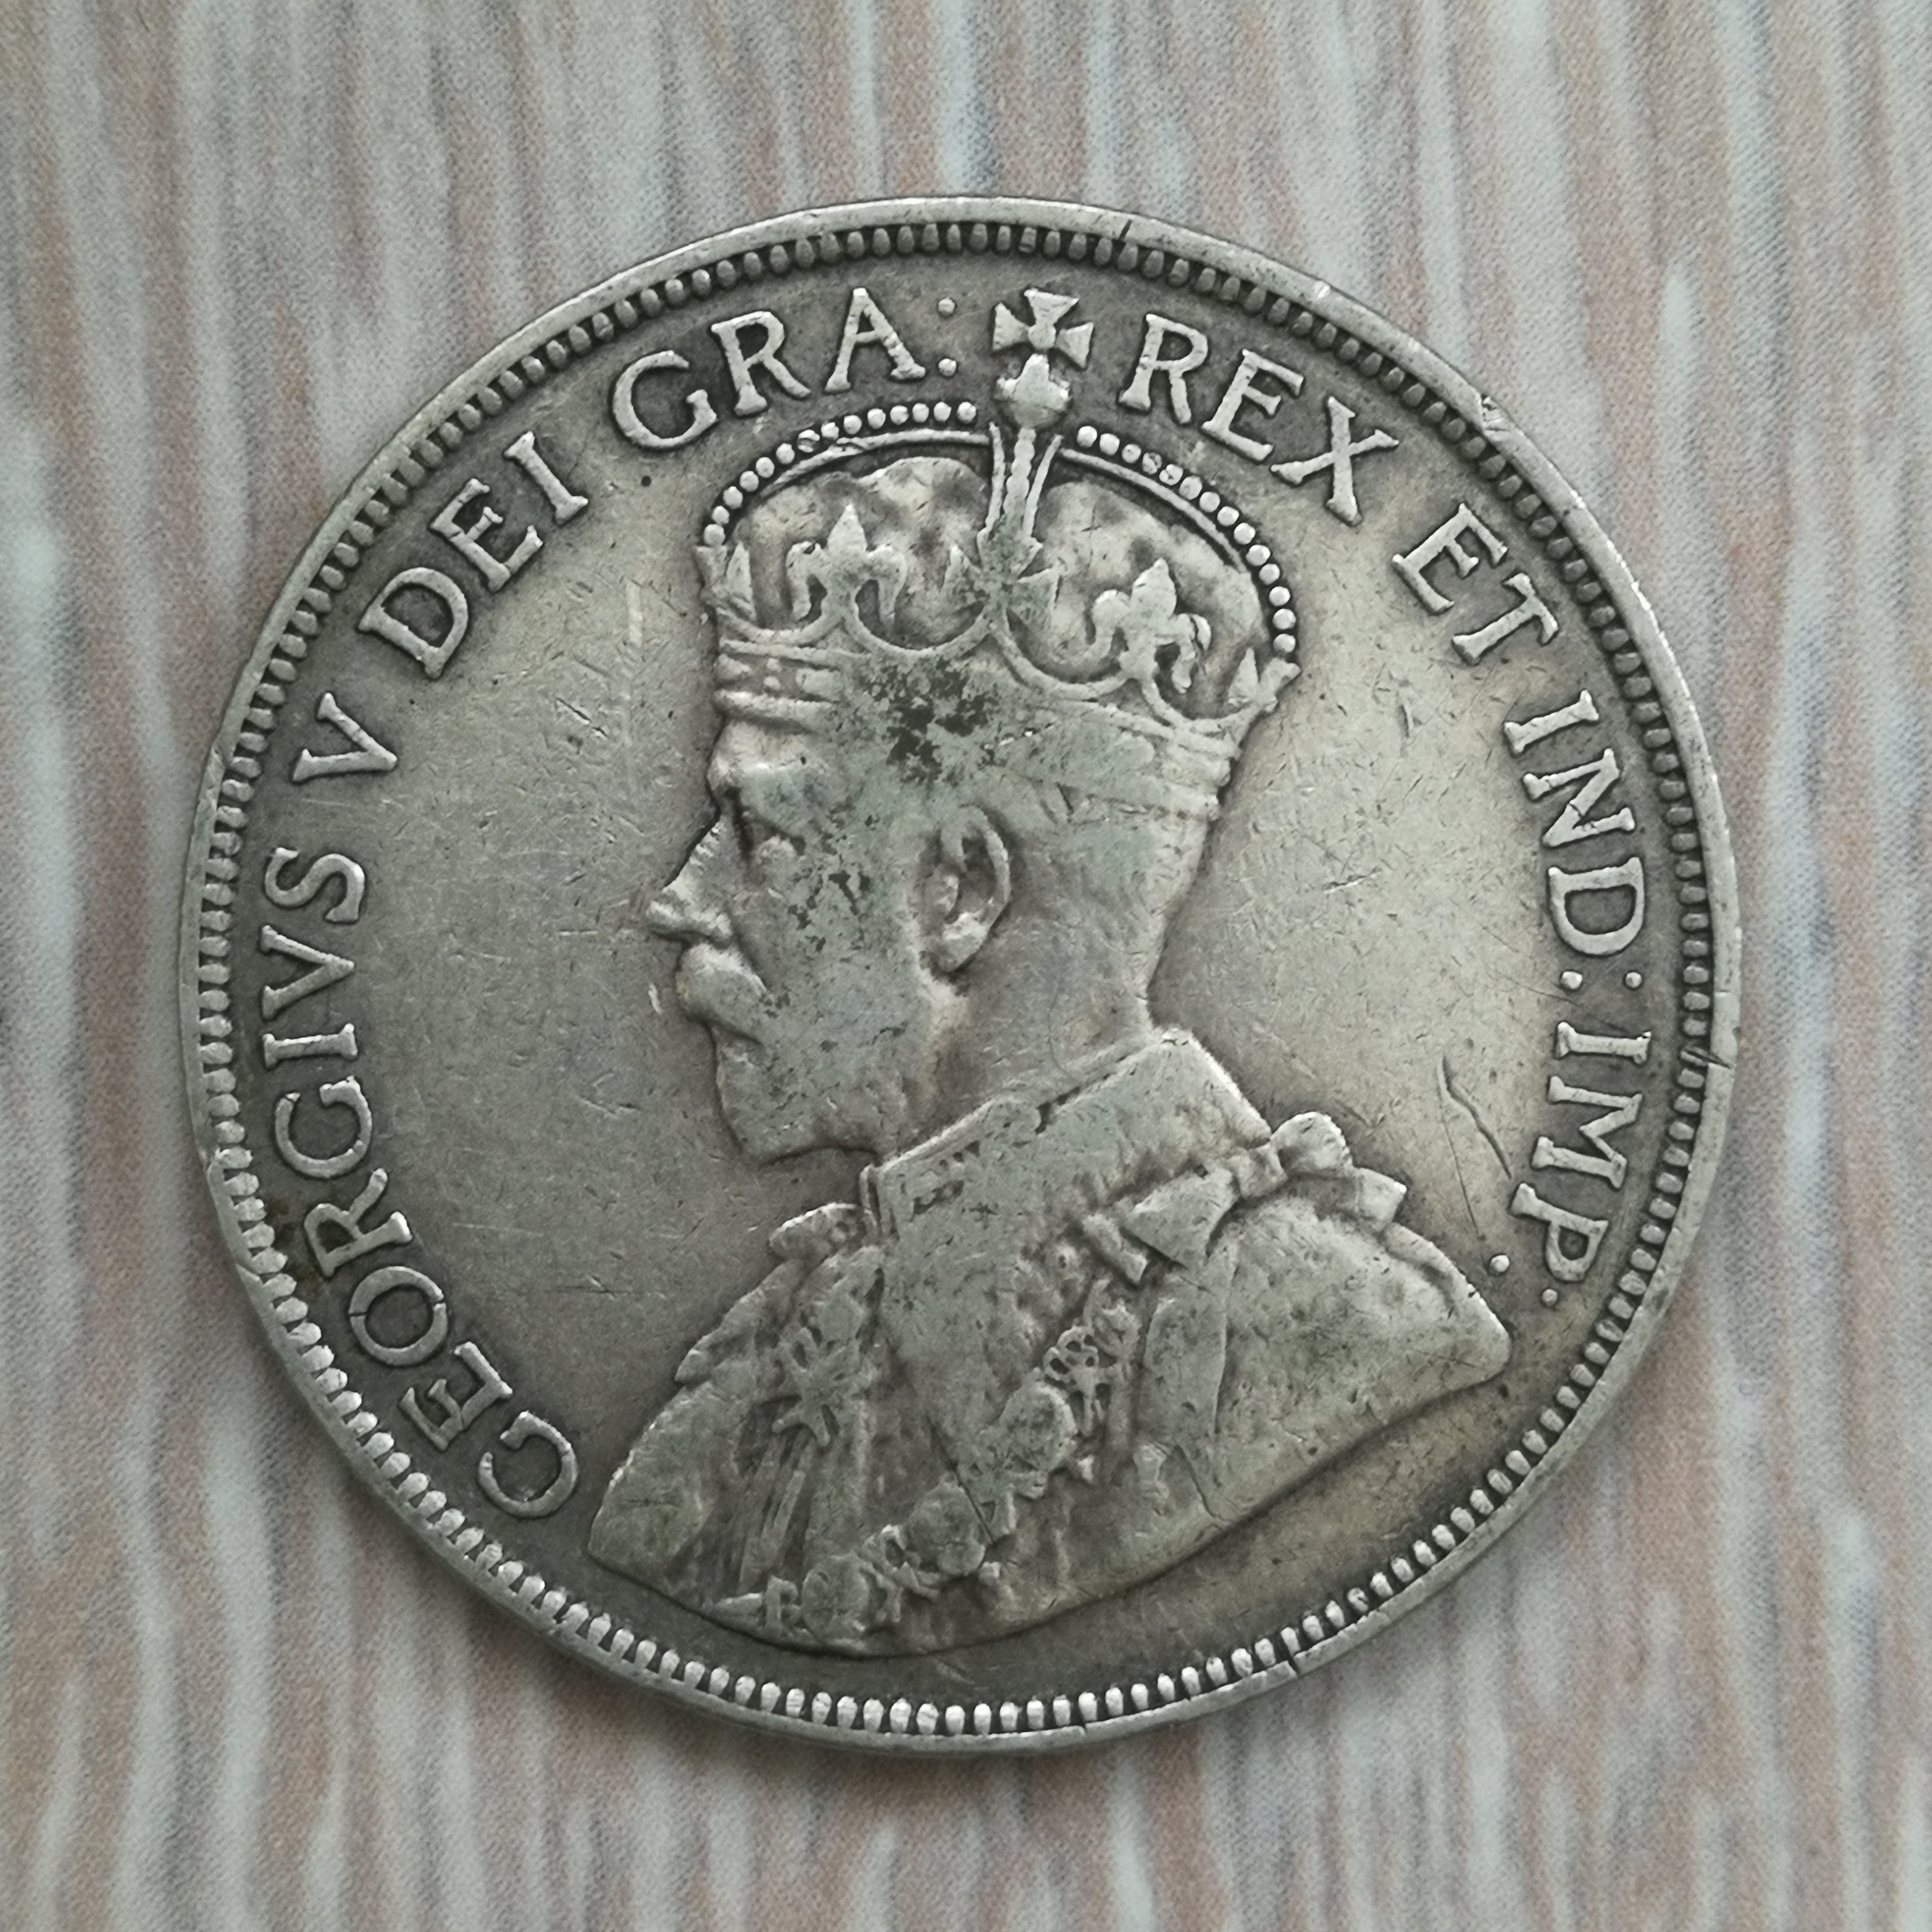 GEORGIVS V DEI GRA: REX ET IND: IMP: